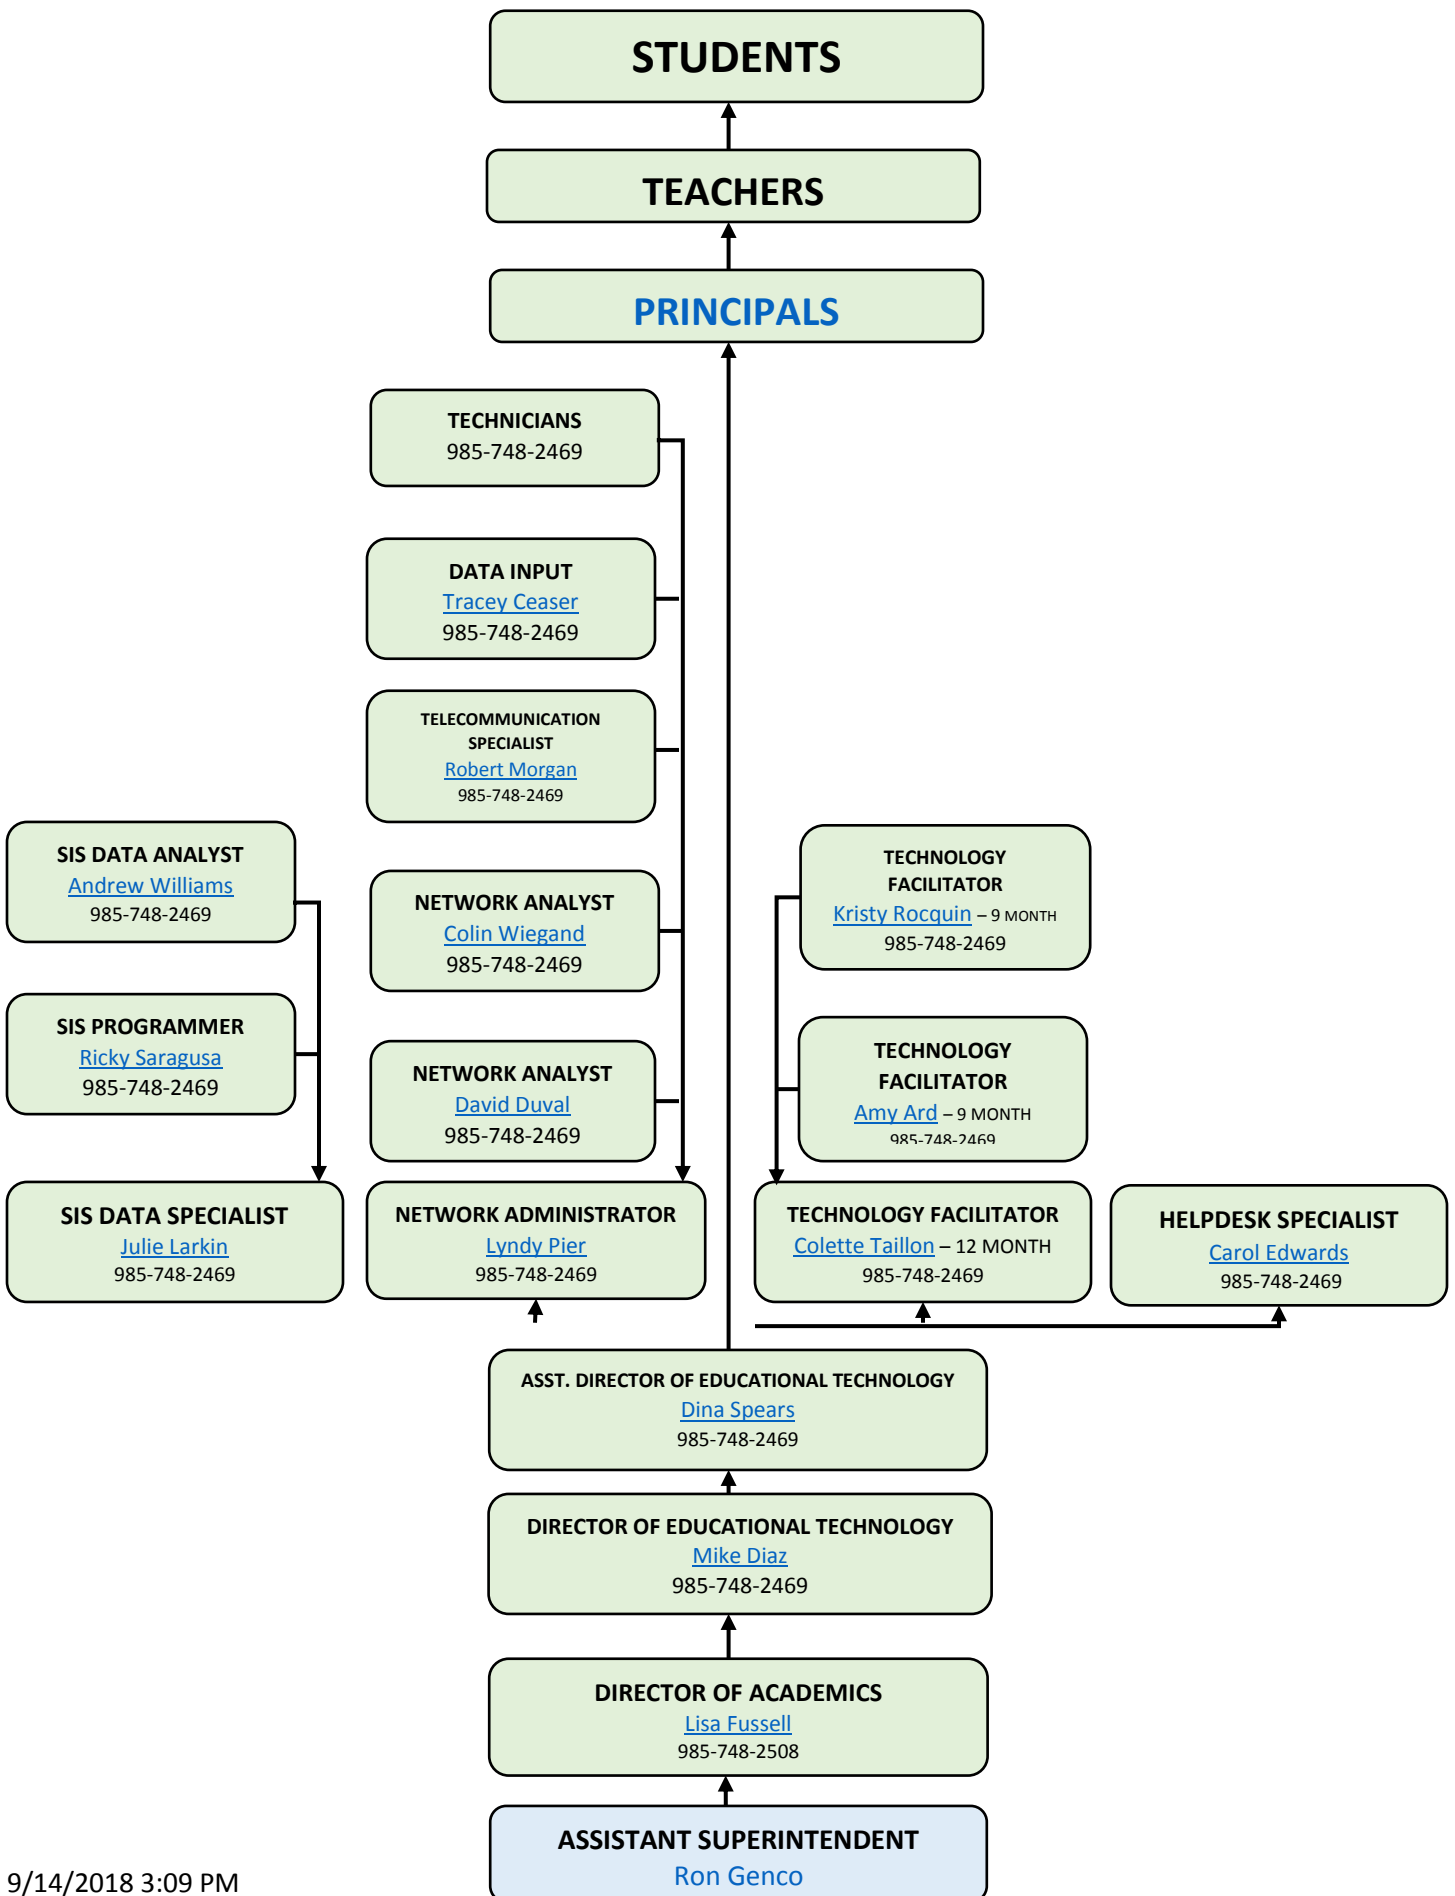 STUDENTS
TEACHERS
PRINCIPALS
TECHNICIANS
985-748-2469
DATA INPUT
Tracey Ceaser
985-748-2469
TELECOMMUNICATION
SPECIALIST
Robert Morgan
985-748-2469
SIS DATA ANALYST
Andrew Williams
985-748-2469
NETWORK ANALYST
Colin Wiegand
985-748-2469
TECHNOLOGY
FACILITATOR
Kristy Rocquin – 9 MONTH
985-748-2469
SIS PROGRAMMER
Ricky Saragusa
985-748-2469
NETWORK ANALYST
David Duval
985-748-2469
TECHNOLOGY
FACILITATOR
Amy Ard – 9 MONTH
985-748-2469
SIS DATA SPECIALIST
Julie Larkin
985-748-2469
NETWORK ADMINISTRATOR
Lyndy Pier
985-748-2469
TECHNOLOGY FACILITATOR
Colette Taillon – 12 MONTH
985-748-2469
HELPDESK SPECIALIST
Carol Edwards
985-748-2469
ASST. DIRECTOR OF EDUCATIONAL TECHNOLOGY
Dina Spears
985-748-2469
DIRECTOR OF EDUCATIONAL TECHNOLOGY
Mike Diaz
985-748-2469
DIRECTOR OF ACADEMICS
Lisa Fussell
985-748-2508
ASSISTANT SUPERINTENDENT
Ron Genco
9/14/2018 3:09 PM